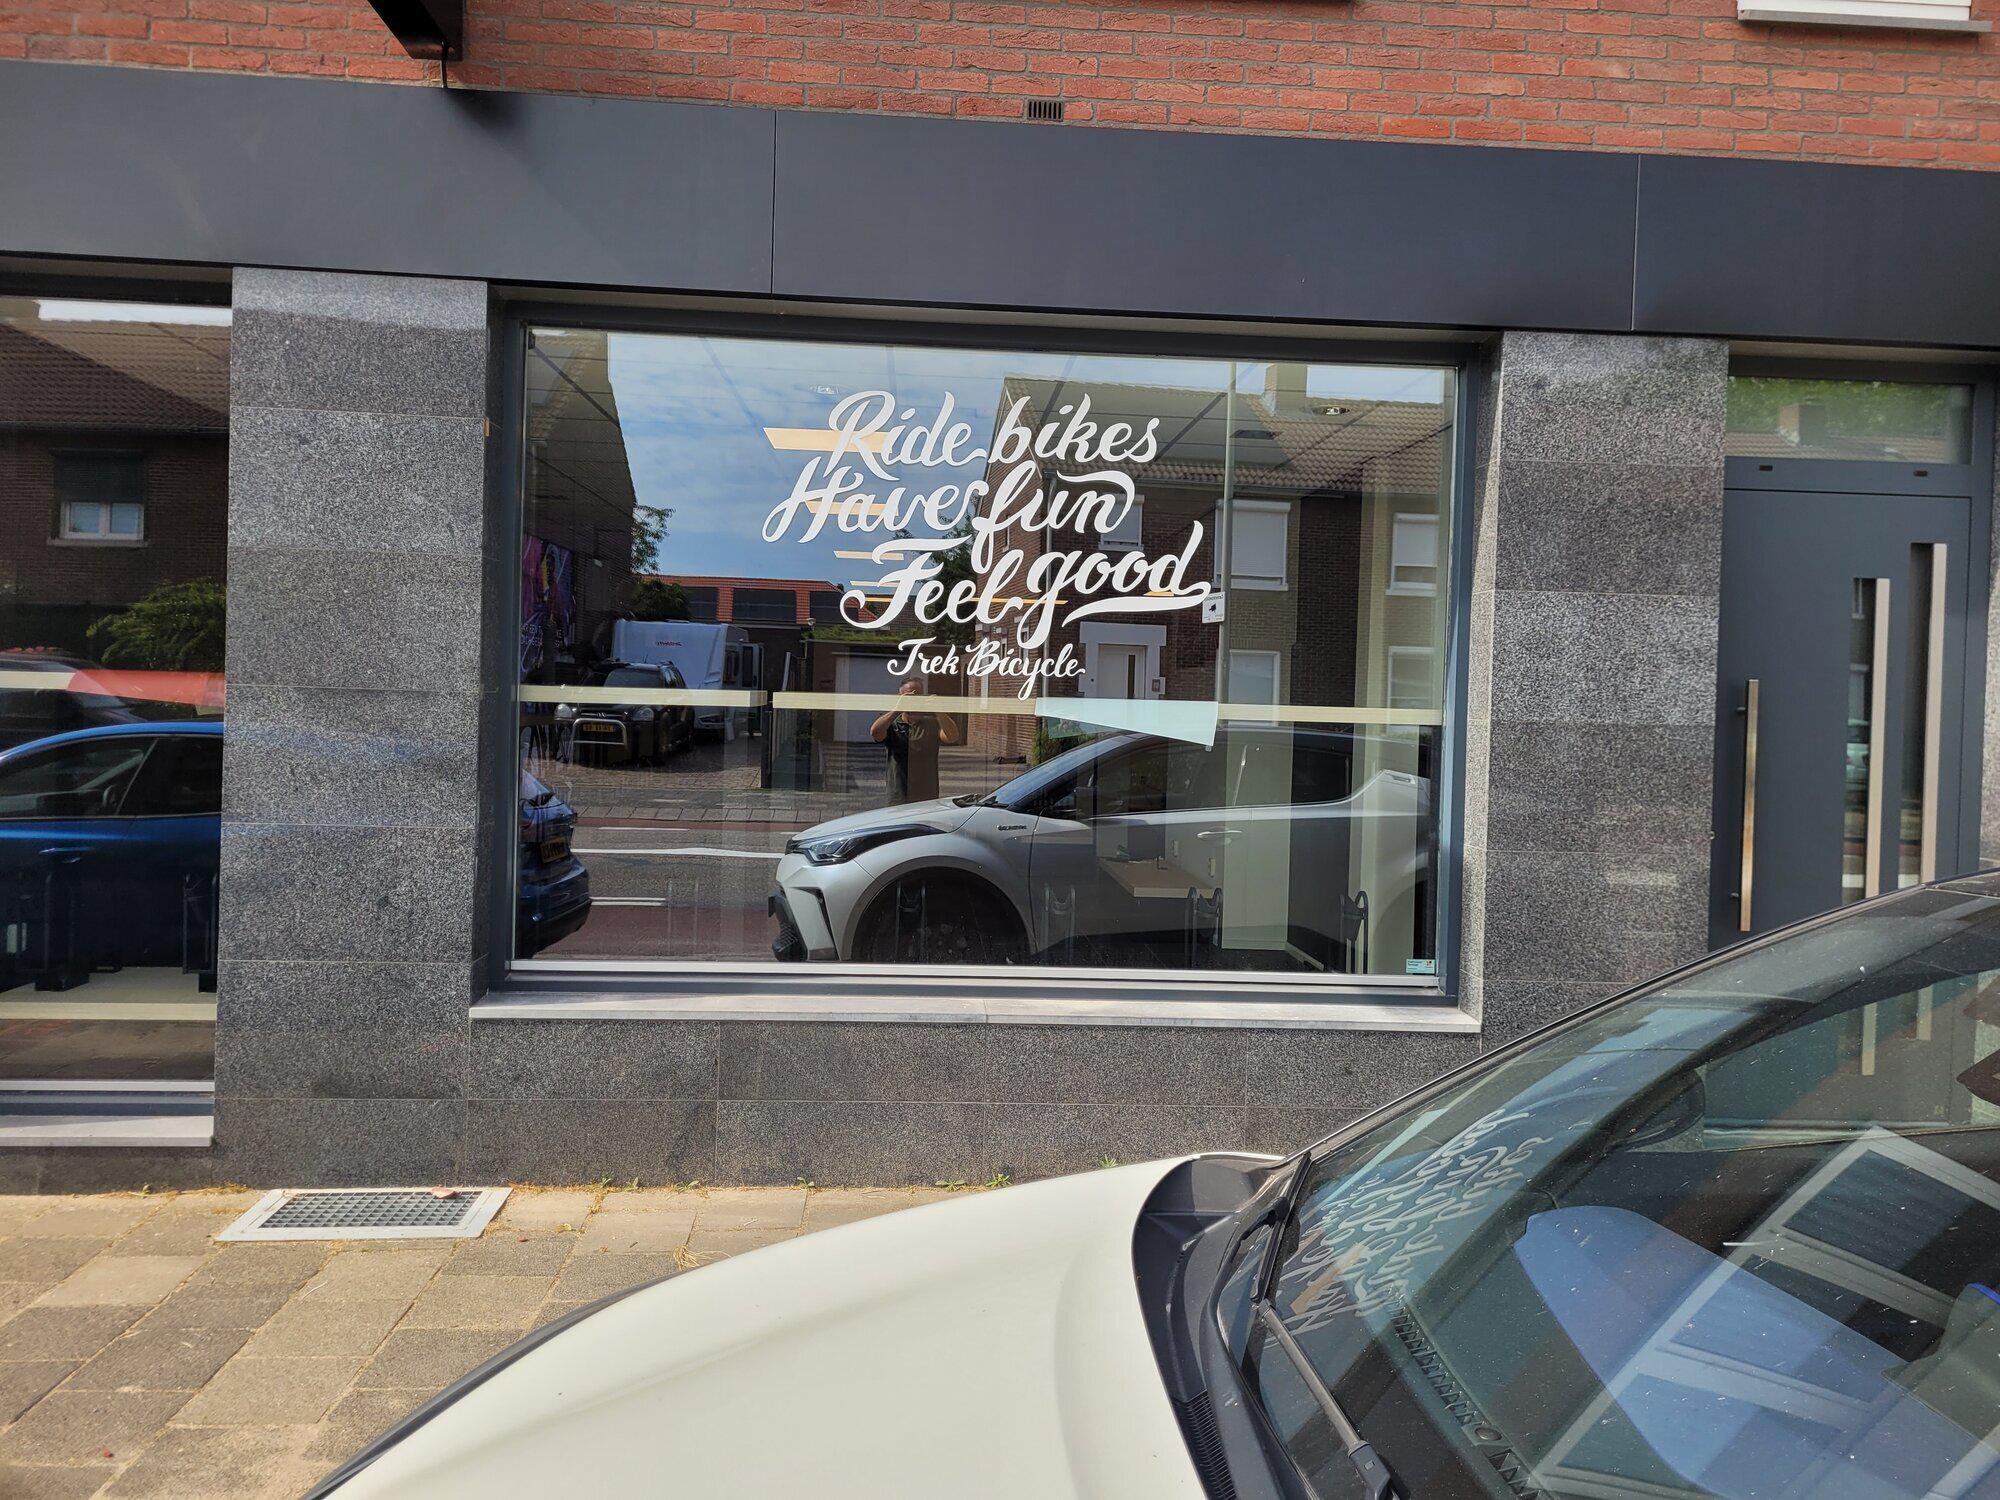 Ride bikes
Have fun
Feel good
Trek Bicycle